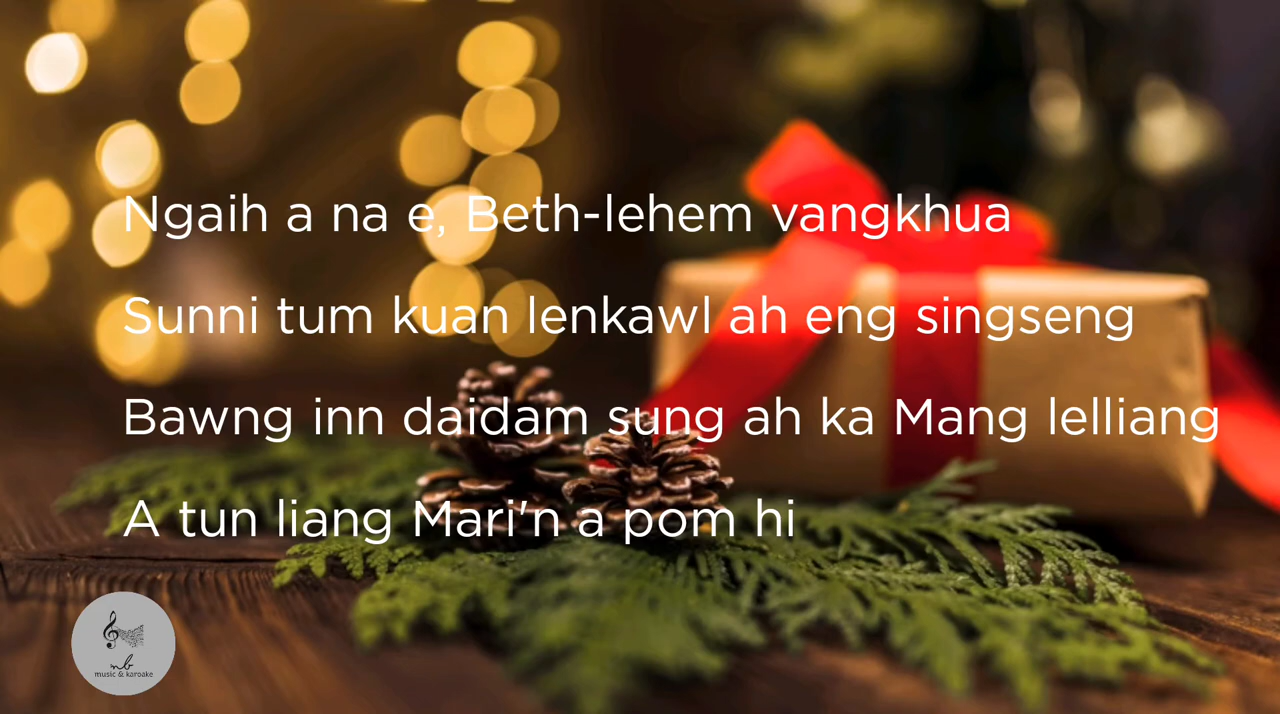 Ngaih a na e, Beth-lehem vangkhua
Sunni tum kuan lenkawl ah eng singseng
Bawng inn daidam sung ah ka Mang lelliang
A tun liang Mari'n a pom hi
nb
music & karoake